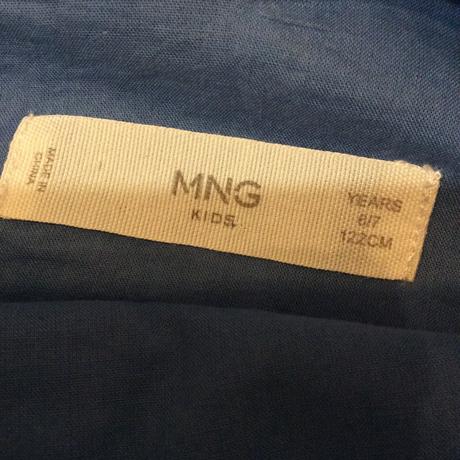 MADE IN
CHINA
MNG
KIDS
YEARS
6/7
122CM